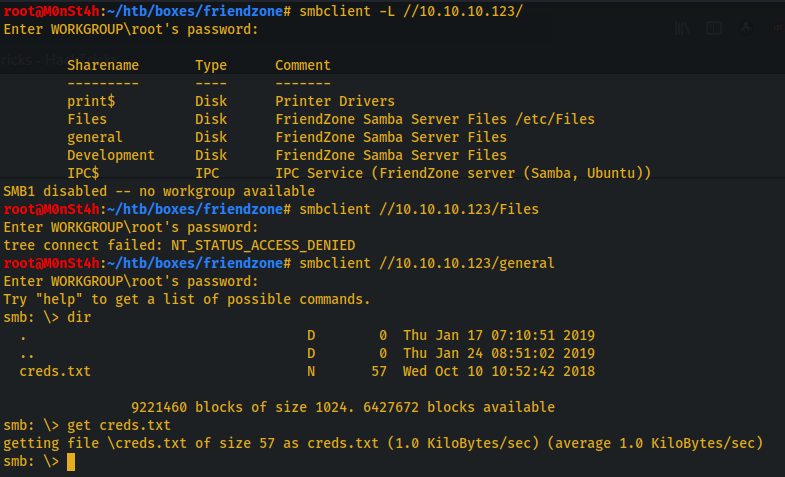 root@M0nSt4h:~/htb/boxes/friendzone# smbclient -L //10.10.10.123/
Enter WORKGROUP\root's password:
Sharename       Type      Comment
---------       ----      -------
print$          Disk      Printer Drivers
Files           Disk      FriendZone Samba Server Files /etc/Files
general         Disk      FriendZone Samba Server Files
Development     Disk      FriendZone Samba Server Files
IPC$            IPC       IPC Service (FriendZone server (Samba, Ubuntu))
SMB1 disabled -- no workgroup available
root@M0nSt4h:~/htb/boxes/friendzone# smbclient //10.10.10.123/Files
Enter WORKGROUP\root's password:
tree connect failed: NT_STATUS_ACCESS_DENIED
root@M0nSt4h:~/htb/boxes/friendzone# smbclient //10.10.10.123/general
Enter WORKGROUP\root's password:
Try "help" to get a list of possible commands.
smb: \> dir
.                                   D        0  Thu Jan 17 07:10:51 2019
..                                  D        0  Thu Jan 24 08:51:02 2019
creds.txt                           N       57  Wed Oct 10 10:52:42 2018
9221460 blocks of size 1024. 6427672 blocks available
smb: \> get creds.txt
getting file \creds.txt of size 57 as creds.txt (1.0 KiloBytes/sec) (average 1.0 KiloBytes/sec)
smb: \>